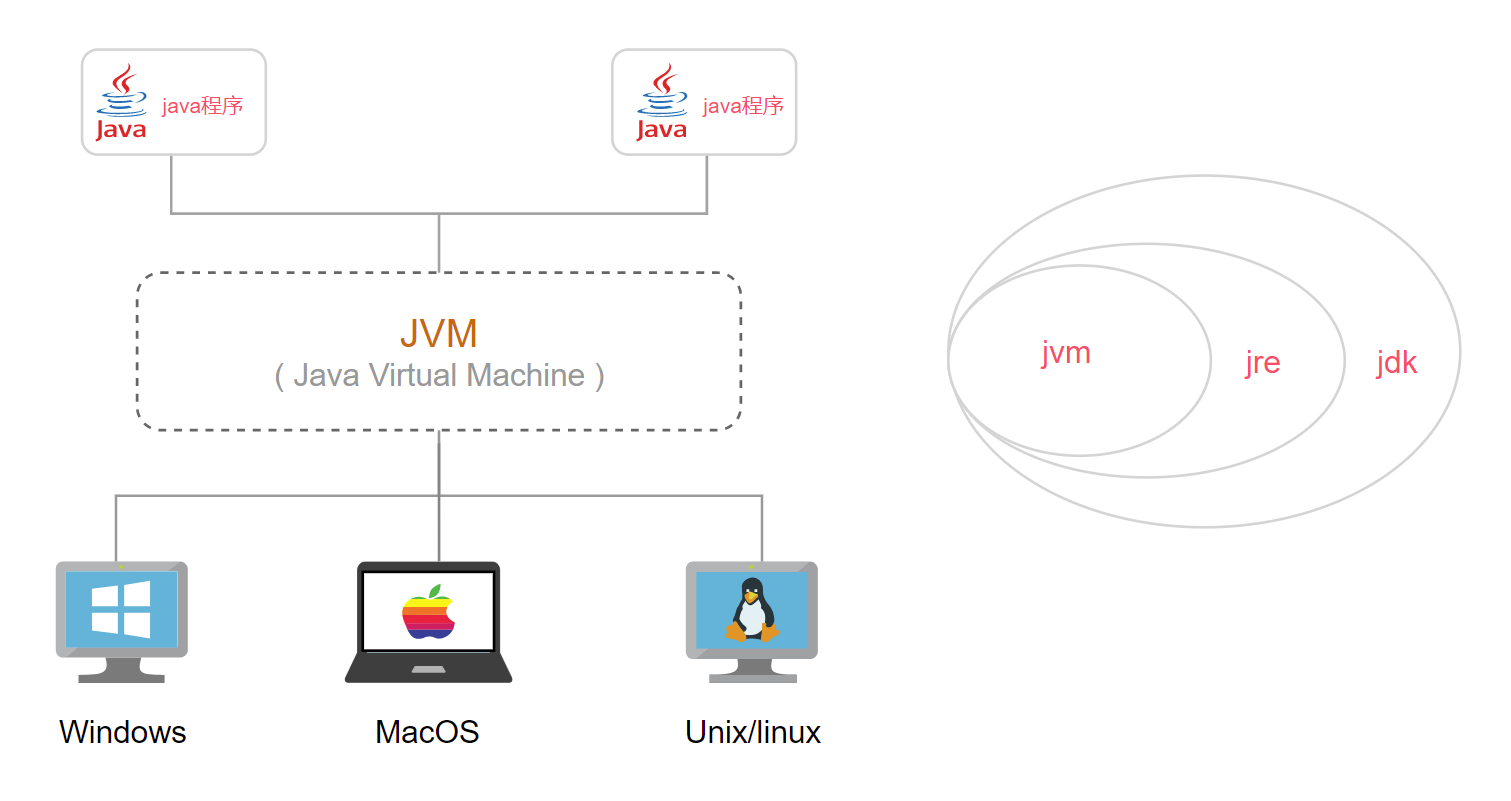 java程序
Java
java程序
Java
JVM
( Java Virtual Machine )
jvm
jre
jdk
Windows
MacOS
Unix/linux